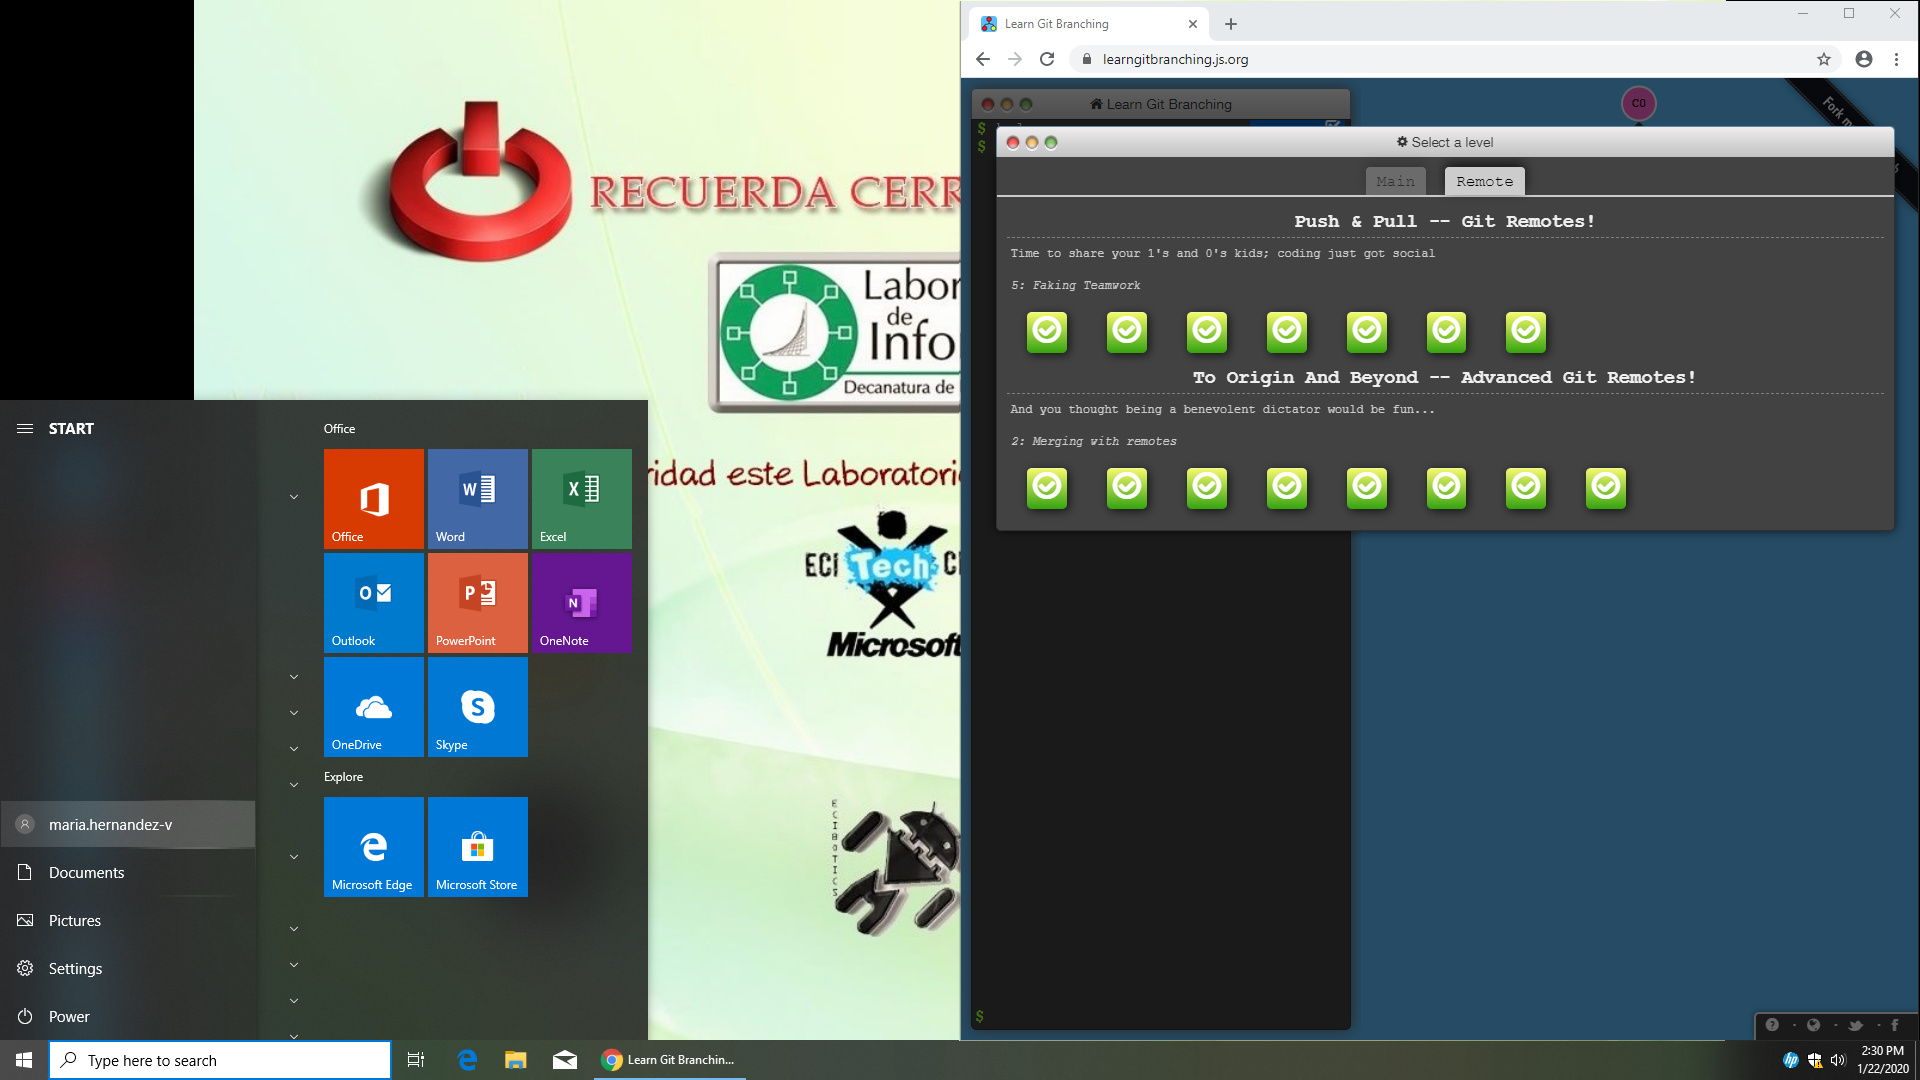 RECUERDA CERR
Labor
de
Info
Decanatura de
ridad este Laboratori
ECI
Tech
Microsoft
ECIBOTICS
START
maria.hernandez-v
Documents
Pictures
Settings
Power
Office
Office
Word
Excel
Outlook
PowerPoint
OneNote
OneDrive
Skype
Explore
Microsoft Edge
Microsoft Store
Learn Git Branching
learngitbranching.js.org
Learn Git Branching
$
$
C0
Fork m
Select a level
Main
Remote
Push & Pull -- Git Remotes!
Time to share your 1's and 0's kids; coding just got social
5: Faking Teamwork
To Origin And Beyond -- Advanced Git Remotes!
And you thought being a benevolent dictator would be fun...
2: Merging with remotes
$
Type here to search
Learn Git Branchin...
2:30 PM
1/22/2020